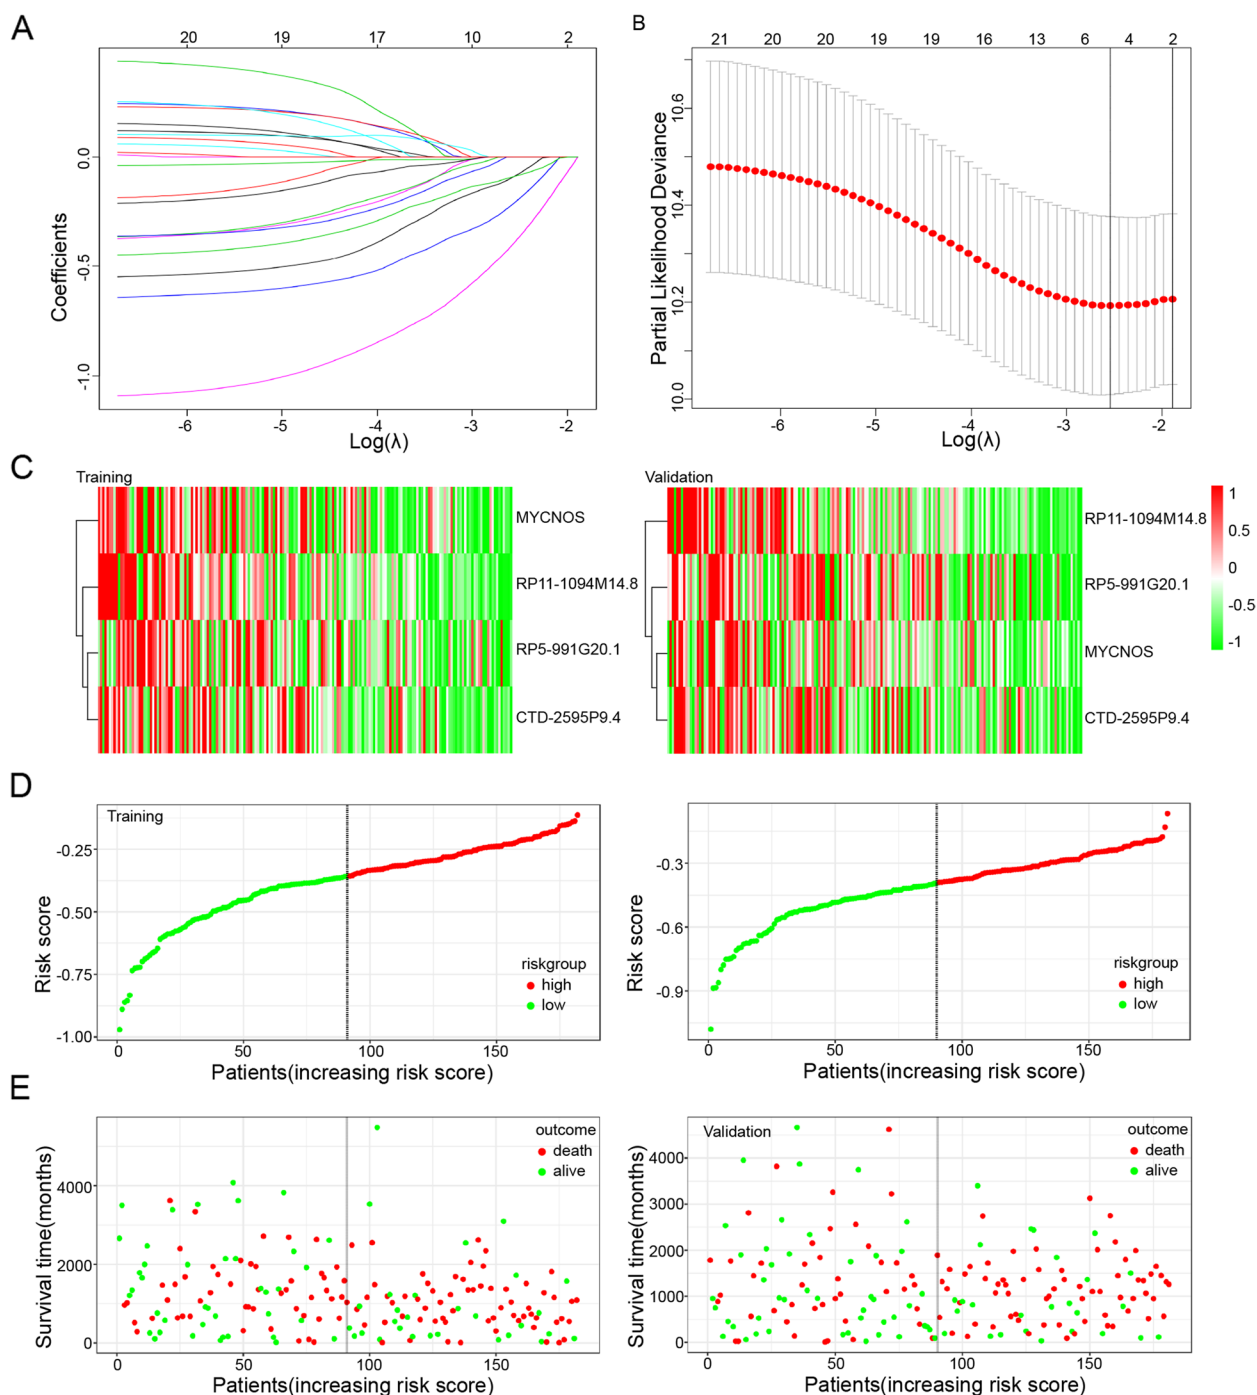 A
20 19 17 10 2
0.0
-0.5
-1.0
Coefficients
-6 -5 -4 -3 -2
Log(λ)
B
21 20 20 19 19 16 13 6 4 2
10.6
10.4
10.2
10.0
Partial Likelihood Deviance
-6 -5 -4 -3 -2
Log(λ)
C
Training
MYCNOS
RP11-1094M14.8
RP5-991G20.1
CTD-2595P9.4
Validation
RP11-1094M14.8
RP5-991G20.1
MYCNOS
CTD-2595P9.4
1
0.5
0
-0.5
-1
D
Training
-0.25
-0.50
-0.75
-1.00
Risk score
riskgroup
high
low
0 50 100 150
Patients(increasing risk score)
-0.3
-0.6
-0.9
Risk score
riskgroup
high
low
0 50 100 150
Patients(increasing risk score)
E
outcome
death
alive
4000
2000
0
Survival time(months)
0 50 100 150
Patients(increasing risk score)
Validation
outcome
death
alive
4000
3000
2000
1000
0
Survival time(months)
0 50 100 150
Patients(increasing risk score)